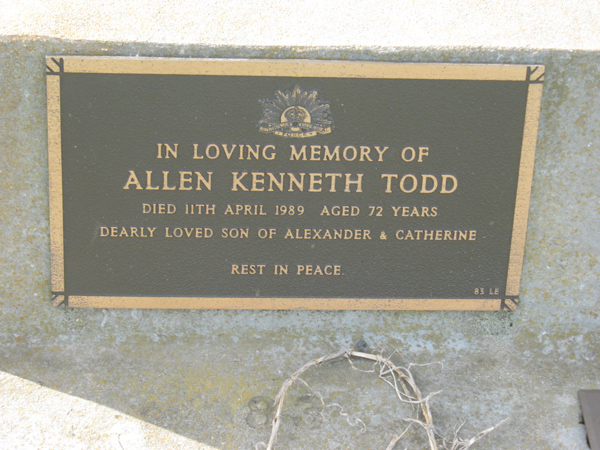 IN LOVING MEMORY OF
ALLEN KENNETH TODD
DIED 11TH APRIL 1989 AGED 72 YEARS
DEARLY LOVED SON OF ALEXANDER & CATHERINE
REST IN PEACE.
83 LE
83